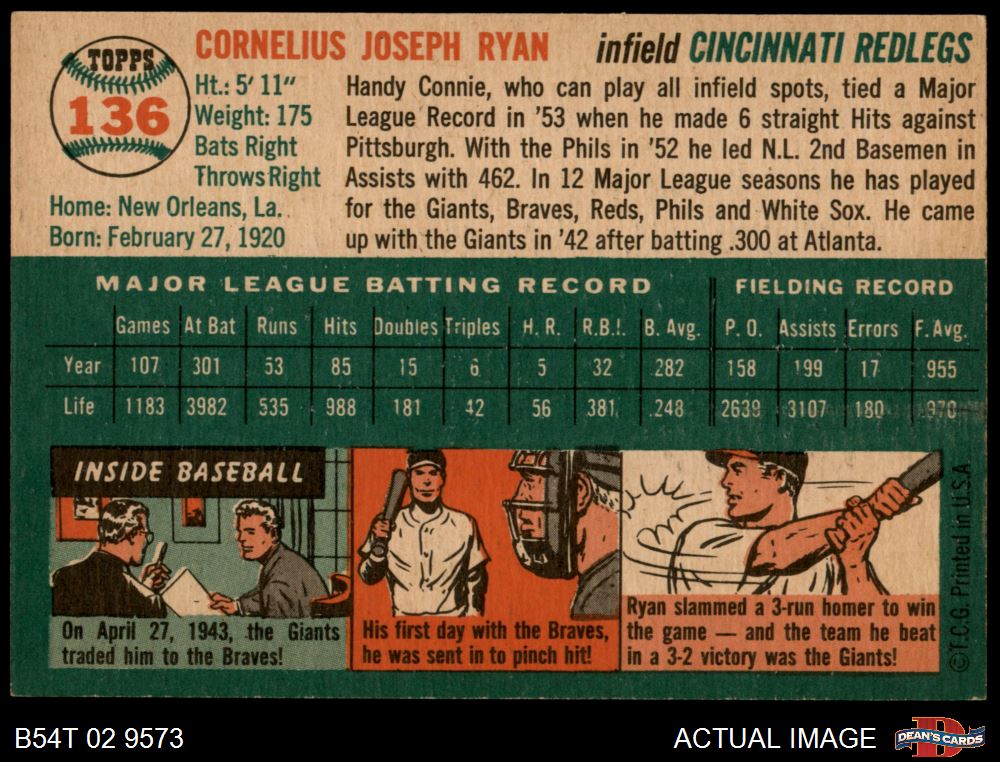 TOPPS
136
CORNELIUS JOSEPH RYAN infield CINCINNATI REDLEGS
Ht.: 5' 11"
Weight: 175
Bats Right
Throws Right
Home: New Orleans, La.
Born: February 27, 1920
Handy Connie, who can play all infield spots, tied a Major
League Record in '53 when he made 6 straight Hits against
Pittsburgh. With the Phils in '52 he led N.L. 2nd Basemen in
Assists with 462. In 12 Major League seasons he has played
for the Giants, Braves, Reds, Phils and White Sox. He came
up with the Giants in '42 after batting .300 at Atlanta.
MAJOR LEAGUE BATTING RECORD FIELDING RECORD
Games At Bat Runs Hits Doubles Triples H. R. R.B.I. B. Avg. P. O. Assists Errors F. Avg.
Year 107 301 53 85 15 6 5 32 282 158 199 17 .955
Life 1183 3982 535 988 181 42 56 381 .248 2639 3107 180 .970
INSIDE BASEBALL
On April 27, 1943, the Giants
traded him to the Braves!
His first day with the Braves,
he was sent in to pinch hit!
Ryan slammed a 3-run homer to win
the game — and the team he beat
in a 3-2 victory was the Giants!
©T.C.G. Printed in U.S.A
B54T 02 9573
ACTUAL IMAGE
DEAN'S CARDS